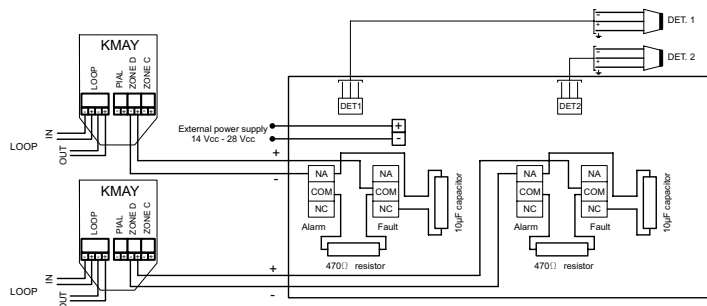 DET. 1
KMAY
DET. 2
LOOP
PIAL
ZONE D
ZONE C
- + - +
- + - +
DET1
DET2
External power supply
14 Vcc - 28 Vcc
+
-
LOOP
IN
OUT
+
-
NA
COM
NC
NA
COM
NC
Alarm
Fault
10µF capacitor
470Ω resistor
NA
COM
NC
NA
COM
NC
Alarm
Fault
10µF capacitor
470Ω resistor
KMAY
LOOP
PIAL
ZONE D
ZONE C
LOOP
IN
OUT
+
-